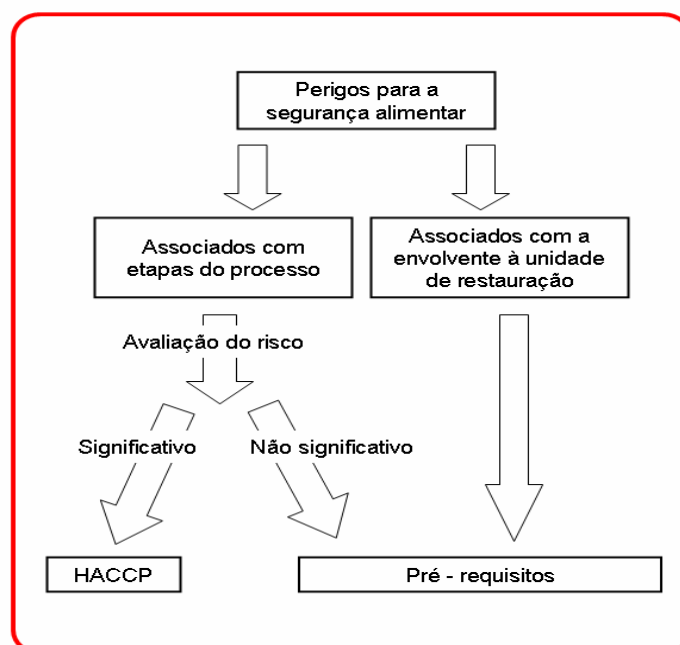 Perigos para a
segurança alimentar
Associados com
etapas do processo
Associados com a
envolvente à unidade
de restauração
Avaliação do risco
Significativo
Não significativo
HACCP
Pré - requisitos